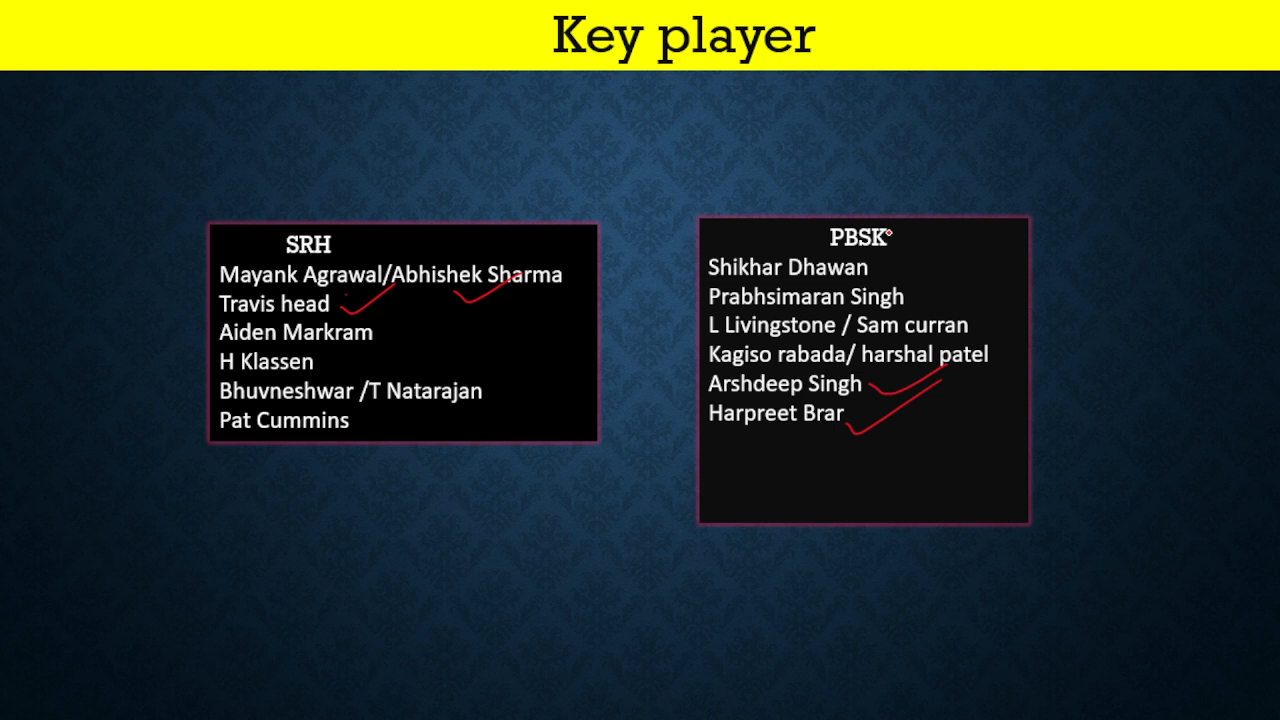 Key player
SRH
Mayank Agrawal/Abhishek Sharma
Travis head
Aiden Markram
H Klassen
Bhuvneshwar /T Natarajan
Pat Cummins
PBSK
Shikhar Dhawan
Prabhsimaran Singh
L Livingstone / Sam curran
Kagiso rabada/ harshal patel
Arshdeep Singh
Harpreet Brar